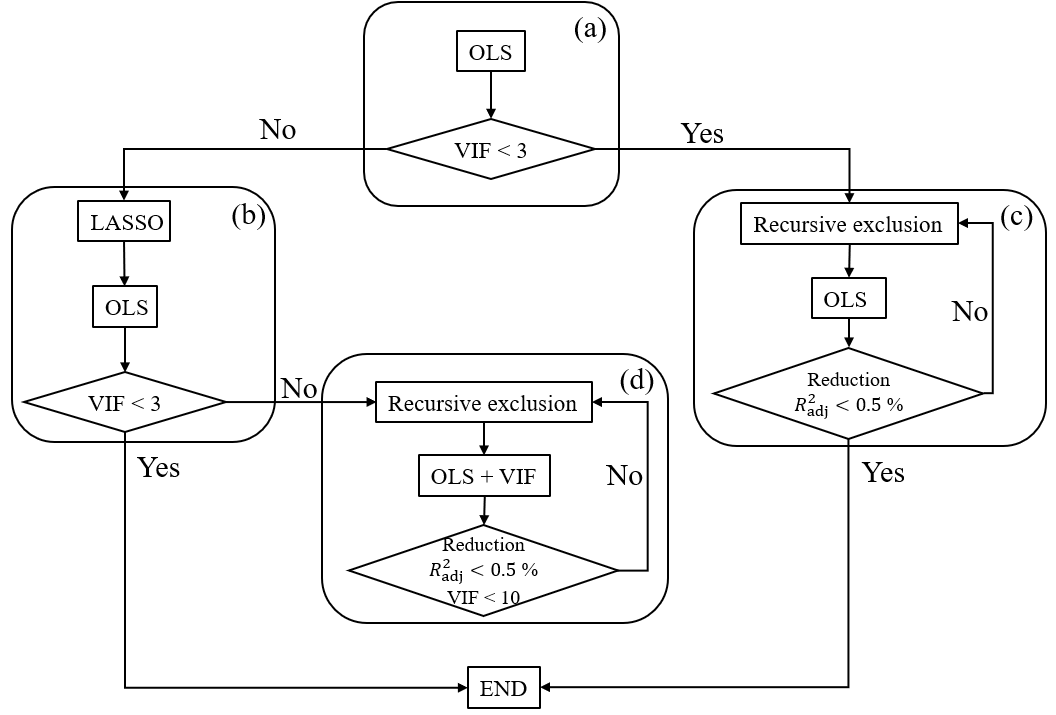 (a)
OLS
VIF < 3
No
Yes
(b)
LASSO
OLS
VIF < 3
No
Yes
(c)
Recursive exclusion
OLS
No
Reduction
R²adj < 0.5 %
Yes
(d)
Recursive exclusion
OLS + VIF
No
Reduction
R²adj < 0.5 %
VIF < 10
END